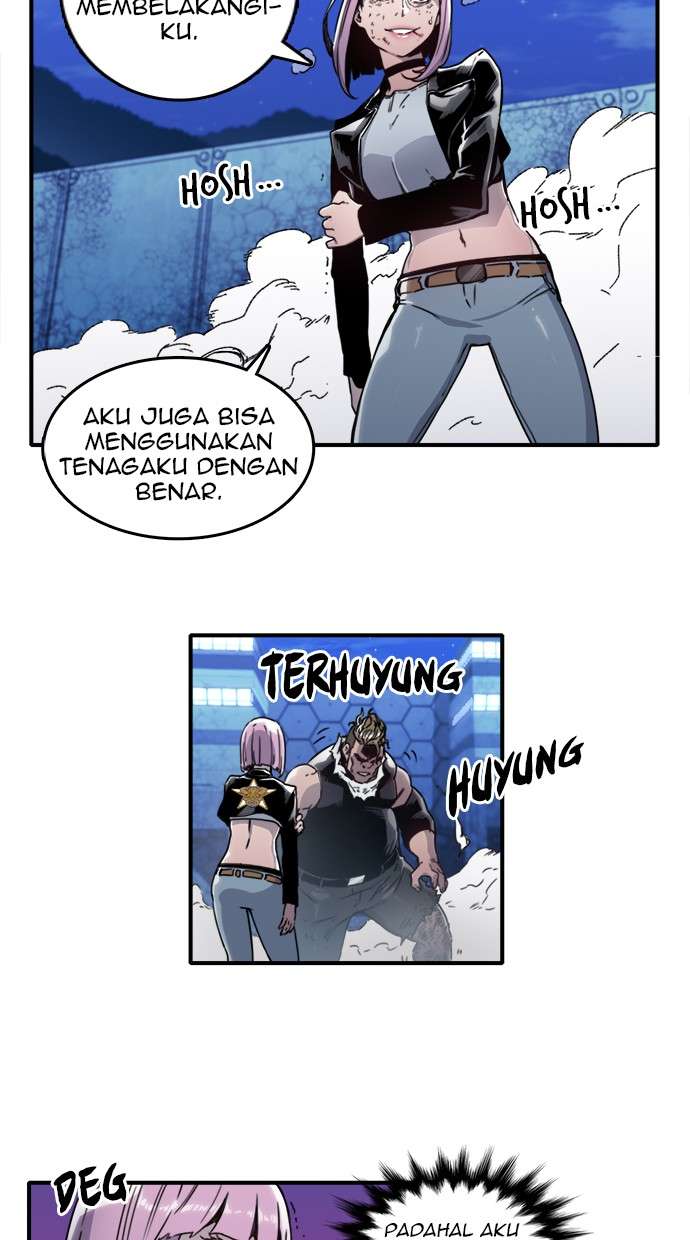 MEMBELAKANGI-
KU.
HOSH...
HOSH...
AKU JUGA BISA
MENGGUNAKAN
TENAGAKU DENGAN
BENAR.
TERHUYUNG
HUYUNG
DEG
PADAHAL AKU